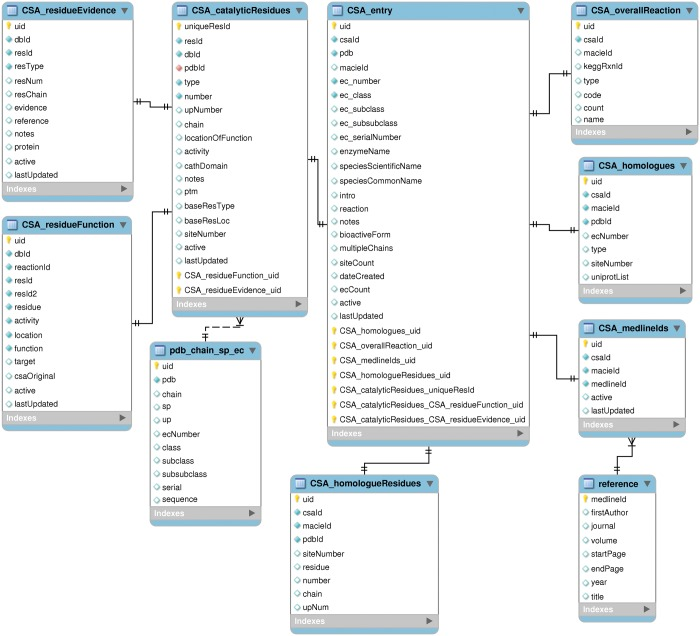 CSA_residueEvidence
uid
dbId
resId
resType
resNum
resChain
evidence
reference
notes
protein
active
lastUpdated
Indexes
CSA_residueFunction
uid
dbId
reactionId
resId
resId2
residue
activity
location
function
target
csaOriginal
active
lastUpdated
Indexes
CSA_catalyticResidues
uniqueResId
resId
dbId
pdbId
type
number
upNumber
chain
locationOfFunction
activity
cathDomain
notes
ptm
baseResType
baseResLoc
siteNumber
active
lastUpdated
CSA_residueFunction_uid
CSA_residueEvidence_uid
Indexes
pdb_chain_sp_ec
uid
pdb
chain
sp
up
ecNumber
class
subclass
subsubclass
serial
sequence
CSA_entry
uid
csaId
pdb
macieId
ec_number
ec_class
ec_subclass
ec_subsubclass
ec_serialNumber
enzymeName
speciesScientificName
speciesCommonName
intro
reaction
notes
bioactiveForm
multipleChains
siteCount
dateCreated
ecCount
active
lastUpdated
CSA_homologues_uid
CSA_overallReaction_uid
CSA_medlineIds_uid
CSA_homologueResidues_uid
CSA_catalyticResidues_uniqueResId
CSA_catalyticResidues_CSA_residueFunction_uid
CSA_catalyticResidues_CSA_residueEvidence_uid
Indexes
CSA_homologueResidues
uid
csaId
macieId
pdbId
siteNumber
residue
number
chain
upNum
Indexes
CSA_overallReaction
uid
csaId
macieId
keggRxnId
type
code
count
name
Indexes
CSA_homologues
uid
csaId
macieId
pdbId
ecNumber
type
siteNumber
uniprotList
Indexes
CSA_medlineIds
uid
csaId
macieId
medlineId
active
lastUpdated
Indexes
reference
medlineId
firstAuthor
journal
volume
startPage
endPage
year
title
Indexes
Indexes